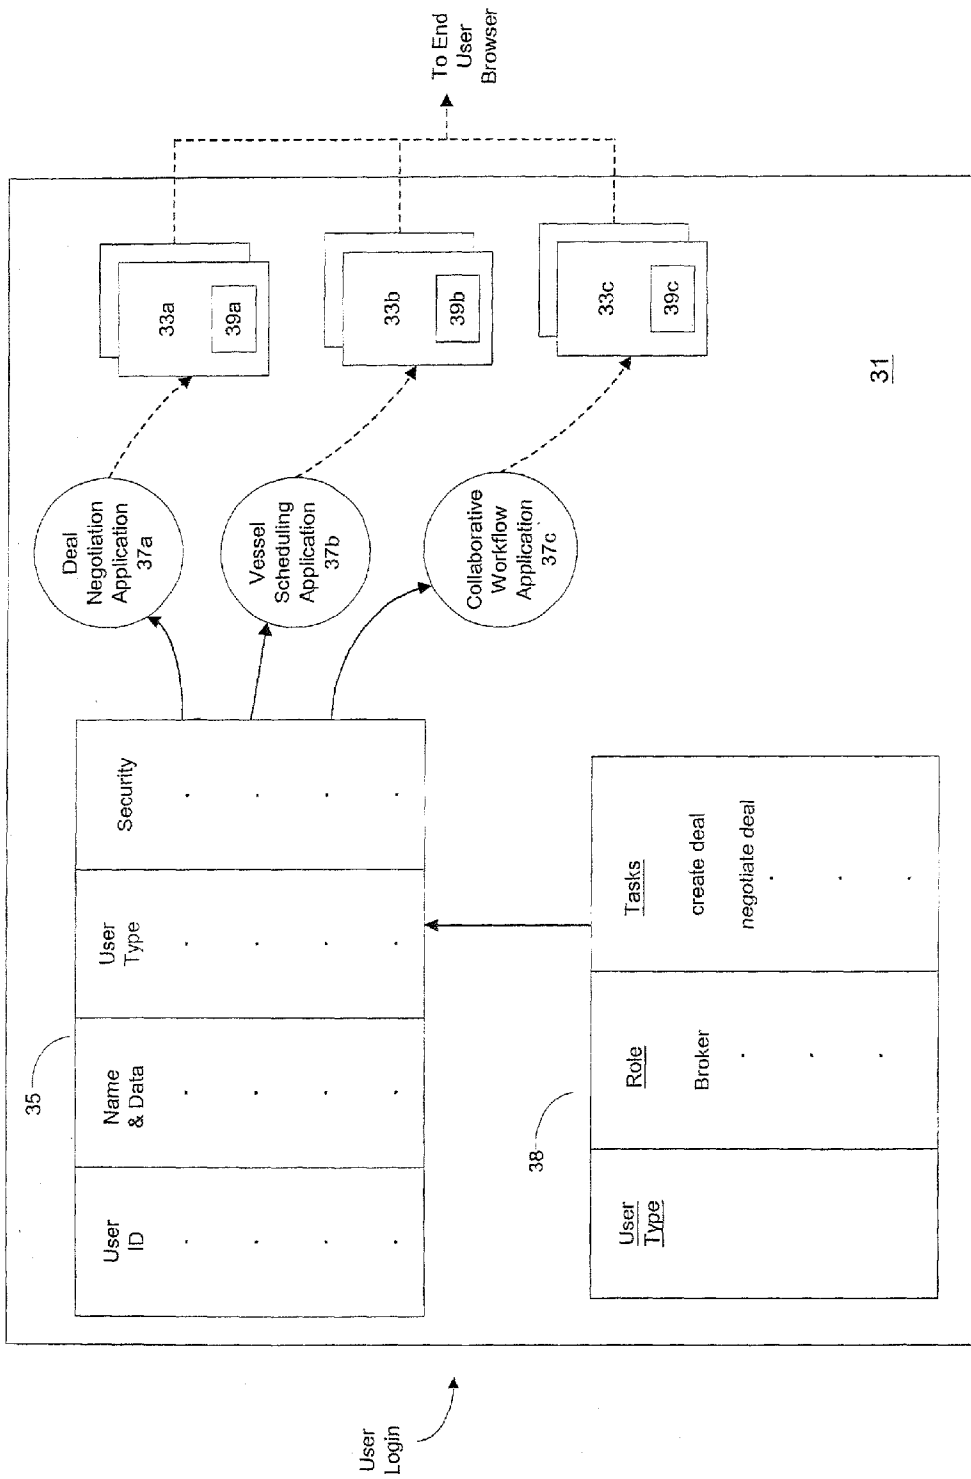 User
Login
35
User
ID
Name
& Data
User
Type
Security
38
User
Type
Role
Broker
Tasks
create deal
negotiate deal
Deal
Negotiation
Application
37a
Vessel
Scheduling
Application
37b
Collaborative
Workflow
Application
37c
33a
39a
33b
39b
33c
39c
31
To End
User
Browser